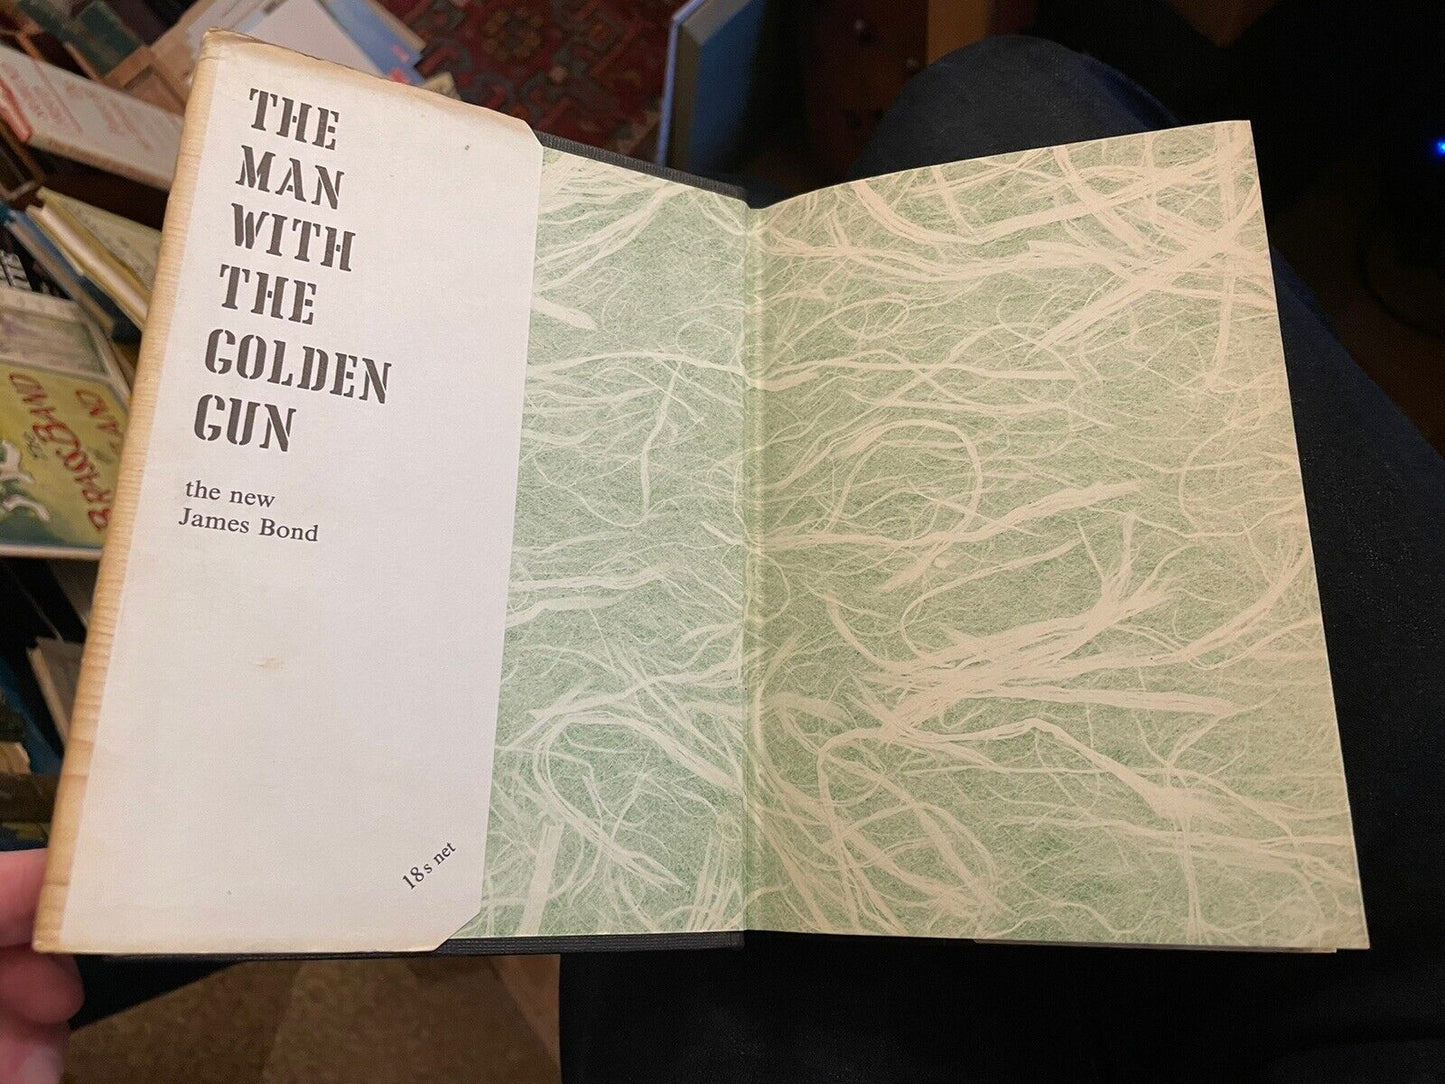 THE
MAN
WITH
THE
GOLDEN
GUN
the new
James Bond
18s net